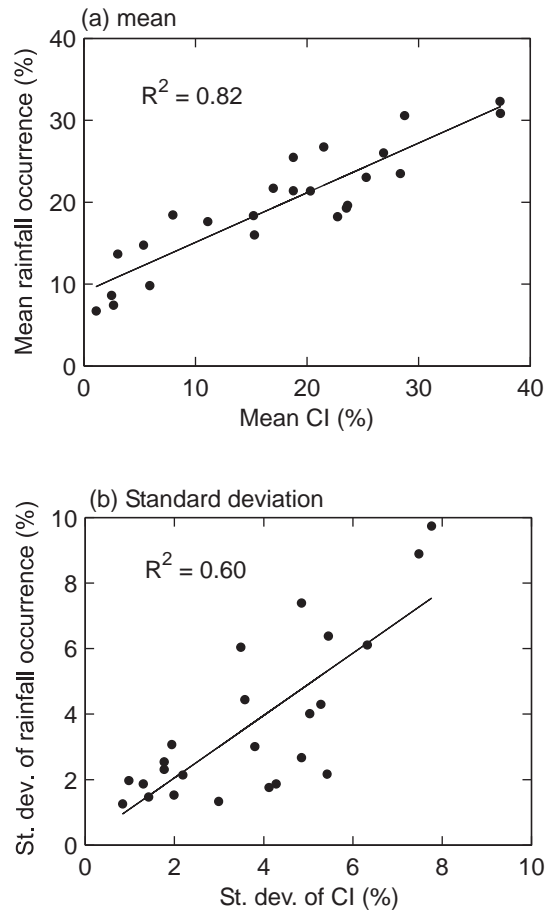 (a) mean
40
30
20
10
0
Mean rainfall occurrence (%)
R² = 0.82
0 10 20 30 40
Mean CI (%)
(b) Standard deviation
10
8
6
4
2
0
St. dev. of rainfall occurrence (%)
R² = 0.60
0 2 4 6 8 10
St. dev. of CI (%)